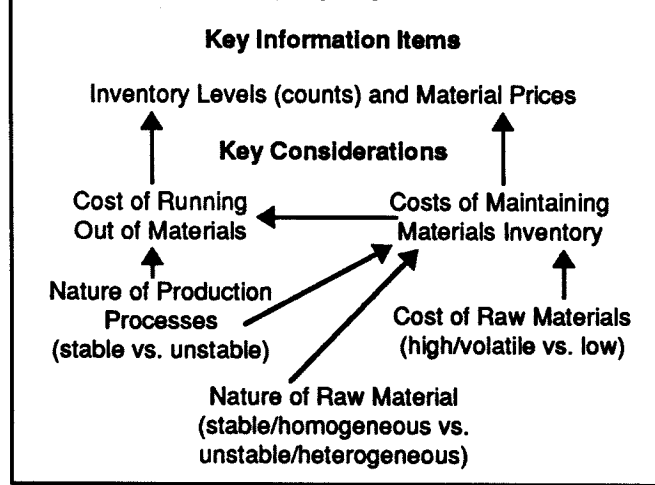 Key Information Items
Inventory Levels (counts) and Material Prices
Key Considerations
Cost of Running
Out of Materials
Costs of Maintaining
Materials Inventory
Nature of Production
Processes
(stable vs. unstable)
Cost of Raw Materials
(high/volatile vs. low)
Nature of Raw Material
(stable/homogeneous vs.
unstable/heterogeneous)